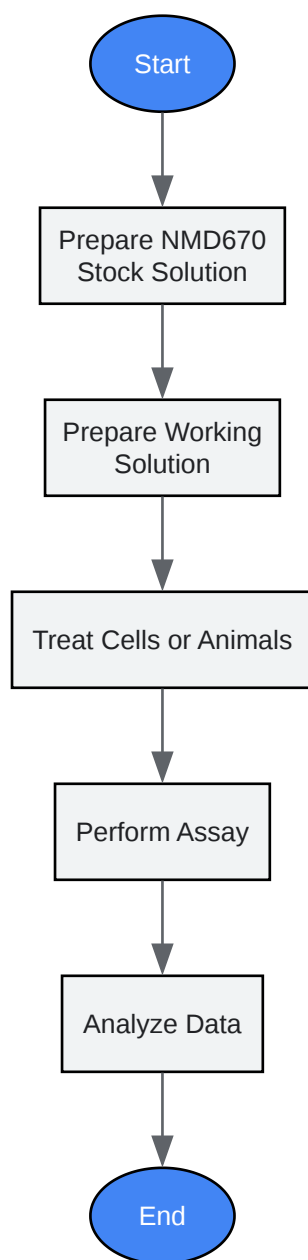 Start
Prepare NMD670
Stock Solution
Prepare Working
Solution
Treat Cells or Animals
Perform Assay
Analyze Data
End